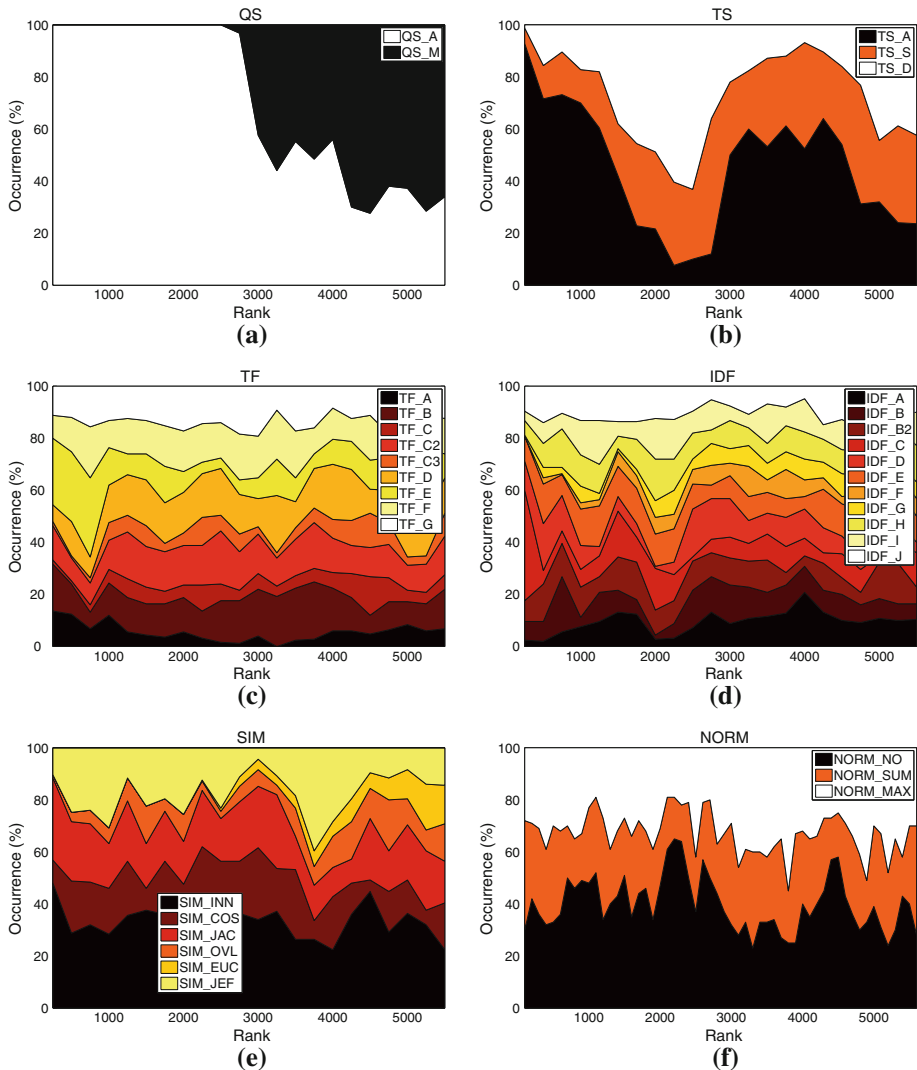 QS
100
80
60
40
20
0
Occurrence (%)
QS_A
QS_M
1000 2000 3000 4000 5000
Rank
(a)
TS
100
80
60
40
20
0
Occurrence (%)
TS_A
TS_S
TS_D
1000 2000 3000 4000 5000
Rank
(b)
TF
100
80
60
40
20
0
Occurrence (%)
TF_A
TF_B
TF_C
TF_C2
TF_C3
TF_D
TF_E
TF_F
TF_G
1000 2000 3000 4000 5000
Rank
(c)
IDF
100
80
60
40
20
0
Occurrence (%)
IDF_A
IDF_B
IDF_B2
IDF_C
IDF_D
IDF_E
IDF_F
IDF_G
IDF_H
IDF_I
IDF_J
1000 2000 3000 4000 5000
Rank
(d)
SIM
100
80
60
40
20
0
Occurrence (%)
SIM_INN
SIM_COS
SIM_JAC
SIM_OVL
SIM_EUC
SIM_JEF
1000 2000 3000 4000 5000
Rank
(e)
NORM
100
80
60
40
20
0
Occurrence (%)
NORM_NO
NORM_SUM
NORM_MAX
1000 2000 3000 4000 5000
Rank
(f)